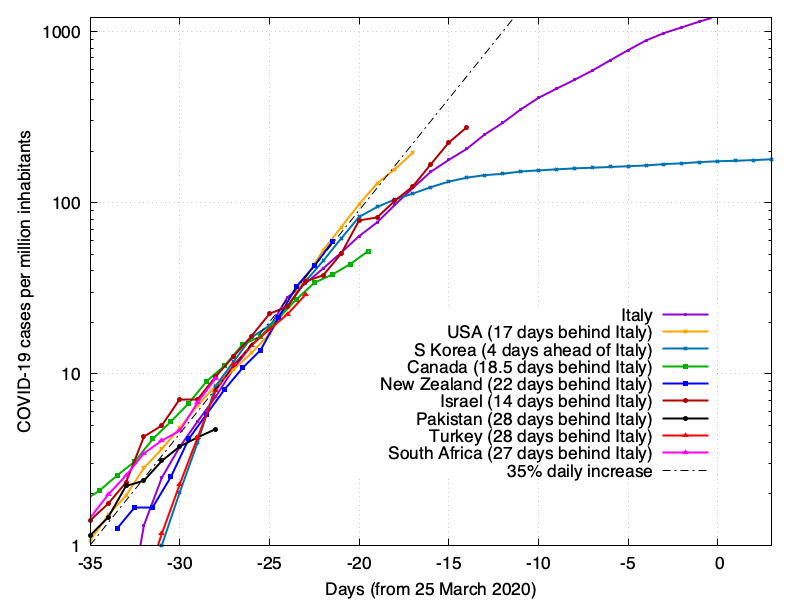 1000
100
10
1
COVID-19 cases per million inhabitants
Italy
USA (17 days behind Italy)
S Korea (4 days ahead of Italy)
Canada (18.5 days behind Italy)
New Zealand (22 days behind Italy)
Israel (14 days behind Italy)
Pakistan (28 days behind Italy)
Turkey (28 days behind Italy)
South Africa (27 days behind Italy)
35% daily increase
-35 -30 -25 -20 -15 -10 -5 0
Days (from 25 March 2020)